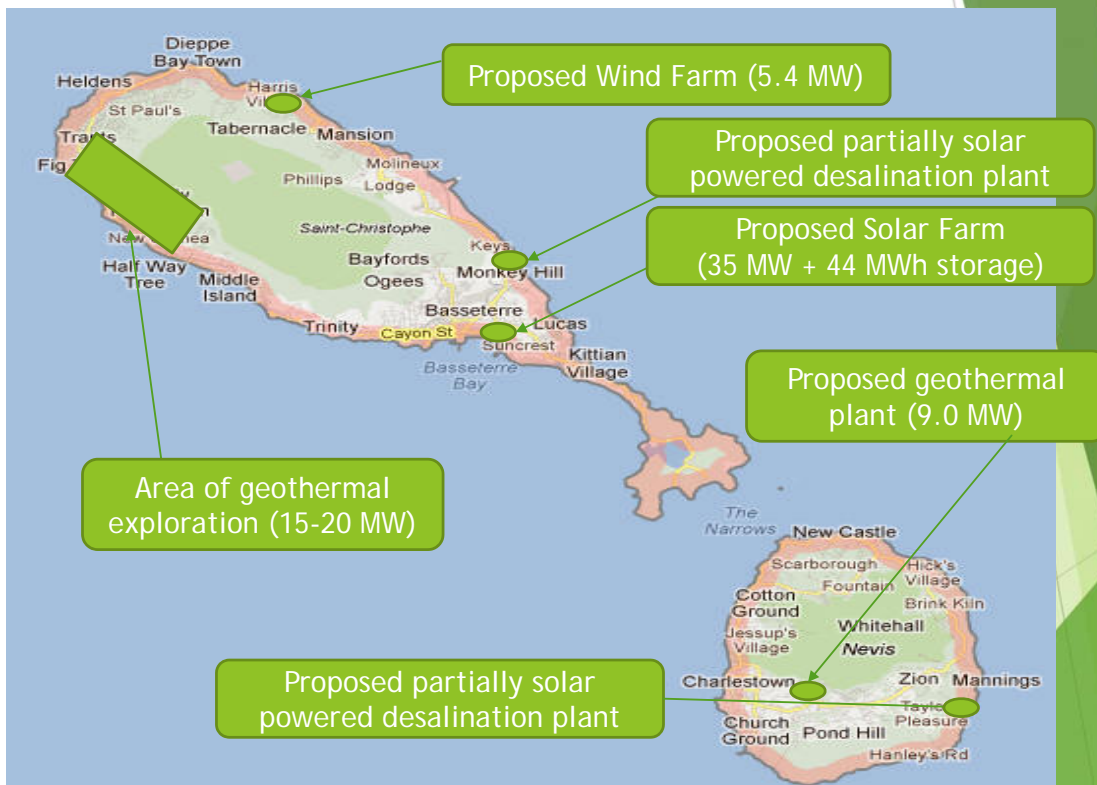 Dieppe
Bay Town
Heldens
Harris
St Paul's
Tabernacle
Mansion
Proposed Wind Farm (5.4 MW)
Proposed partially solar
powered desalination plant
Fig
Molineux
Lodge
Phillips
Saint-Christophe
Proposed Solar Farm
(35 MW + 44 MWh storage)
Keys
Monkey Hill
Bayfords
Ogees
Half Way
Tree
Middle
Island
Trinity
Basseterre
Cayon St
Lucas
Suncrest
Basseterre
Bay
Kittian
Village
Proposed geothermal
plant (9.0 MW)
Area of geothermal
exploration (15-20 MW)
The
Narrows
New Castle
Scarborough
Fountain
Hick's
Village
Brink Kiln
Cotton
Ground
Whitehall
Jessup's
Village
Nevis
Charlestown
Zion
Mannings
Proposed partially solar
powered desalination plant
Pleasure
Church
Ground
Pond Hill
Hanley's Rd